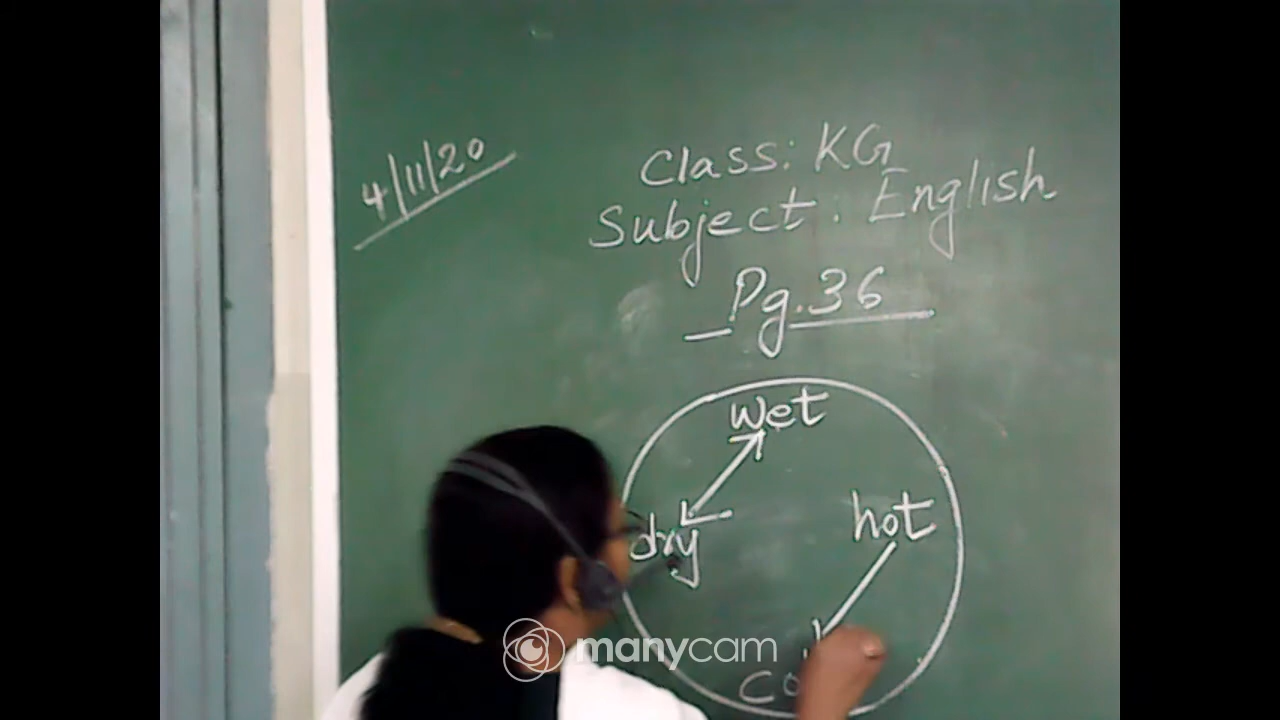 4/11/20
Class: KG
Subject: English
Pg.36
wet
hot
dry
manycam